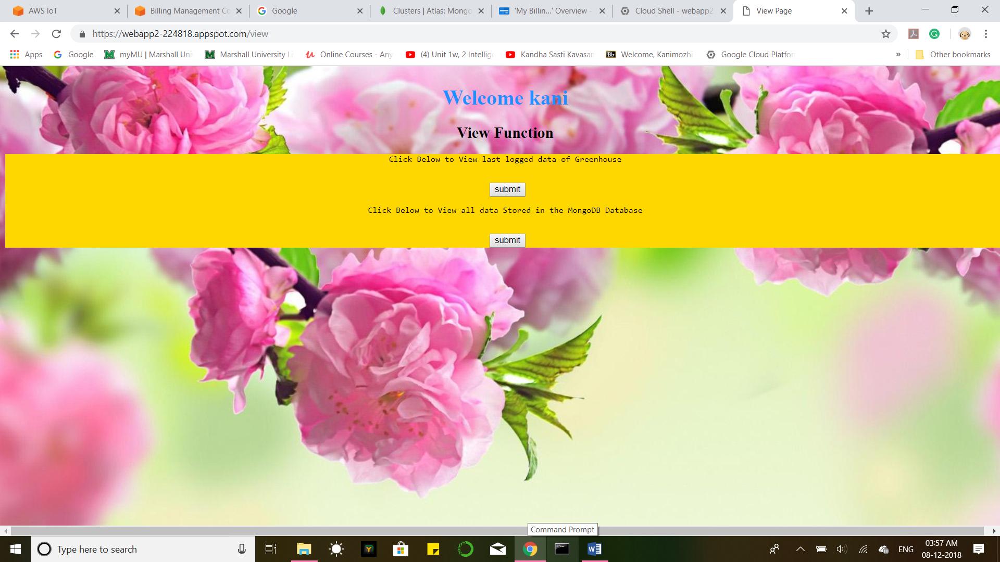 AWS IoT
Billing Management Co
Google
Clusters | Atlas: Mongo
'My Billin...' Overview -
Cloud Shell - webapp2
View Page
https://webapp2-224818.appspot.com/view
Apps
Google
myMU | Marshall Uni
Marshall University Li
Online Courses - Any
(4) Unit 1w, 2 Intellige
Kandha Sasti Kavasam
Bb
Welcome, Kanimozhi
Google Cloud Platfor
»
Other bookmarks
Welcome kani
View Function
Click Below to View last logged data of Greenhouse
submit
Click Below to View all data Stored in the MongoDB Database
submit
Command Prompt
Type here to search
ENG
03:57 AM
08-12-2018